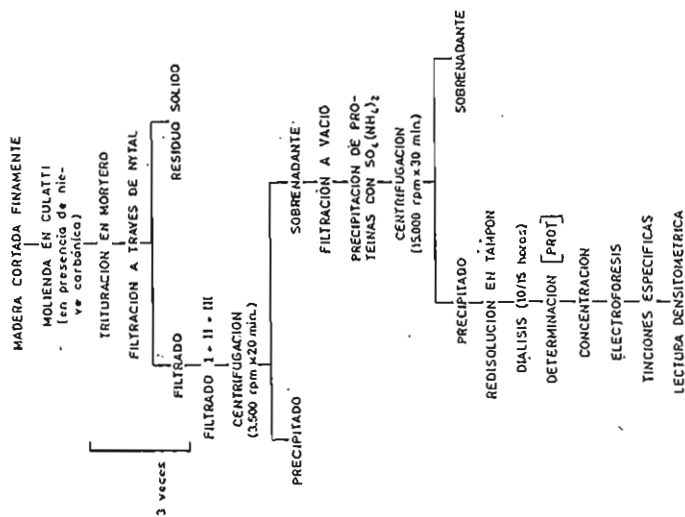 MADERA CORTADA FINAMENTE
MOLIENDA EN CULATTI
(en presencia de nie-
ve carbónica)
3 veces
TRITURACION EN MORTERO
FILTRACION A TRAVES DE NYTAL
FILTRADO
RESIDUO SOLIDO
FILTRADO I + II + III
CENTRIFUGACION
(3.500 rpm x 20 min.)
PRECIPITADO
SOBRENADANTE
FILTRACION A VACIO
PRECIPITACION DE PRO-
TEINAS CON SO₄(NH₄)₂
CENTRIFUGACION
(15.000 rpm x 30 min.)
PRECIPITADO
SOBRENADANTE
REDISOLUCION EN TAMPON
DIALISIS (10/15 horas)
DETERMINACION [PROT]
CONCENTRACION
ELECTROFORESIS
TINCIONES ESPECIFICAS
LECTURA DENSITOMETRICA